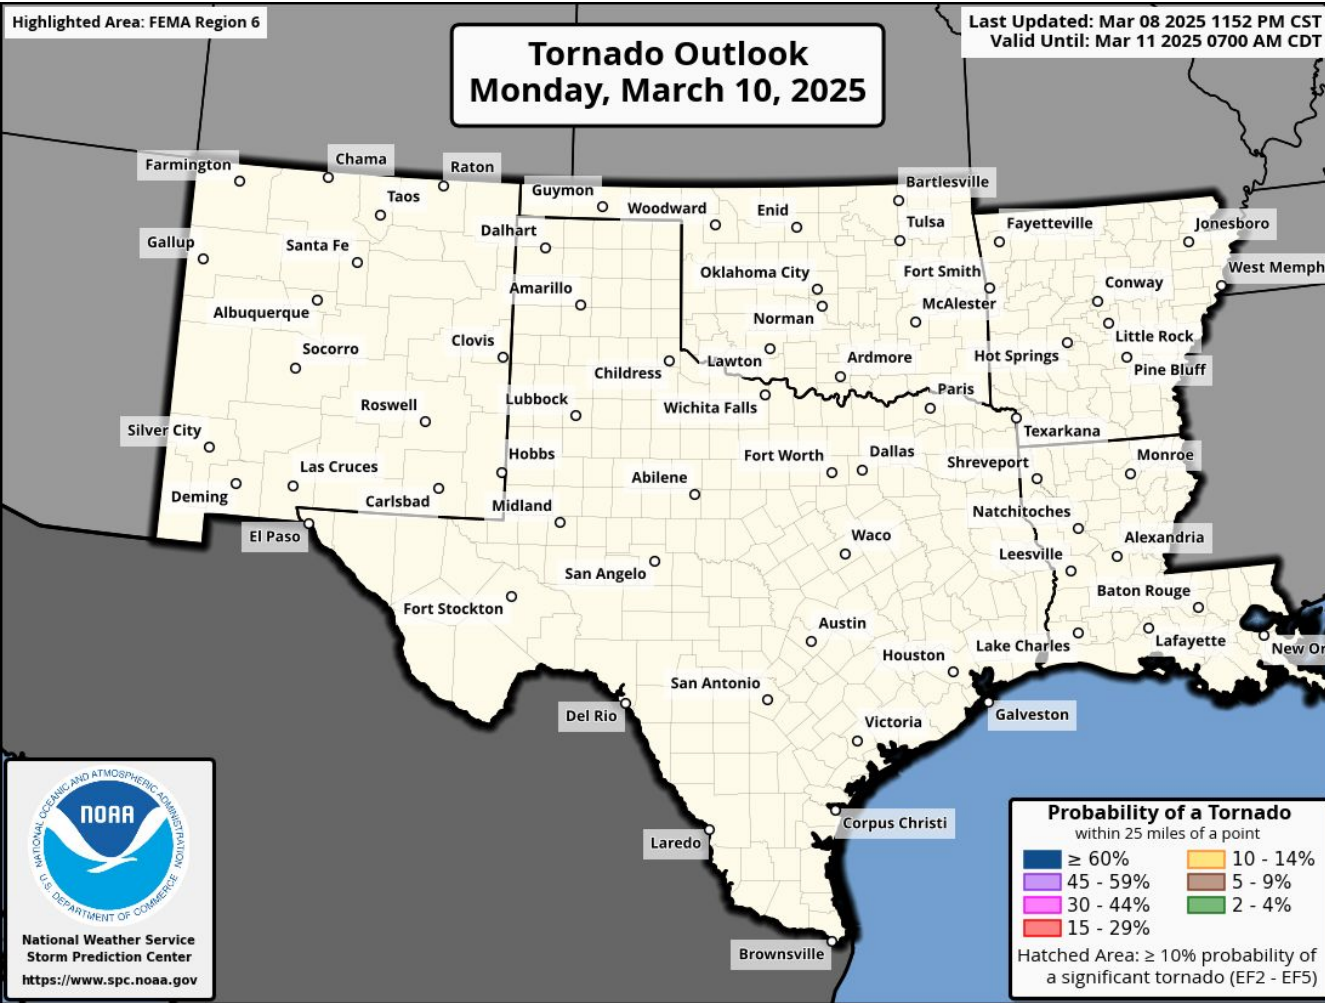 Highlighted Area: FEMA Region 6
Last Updated: Mar 08 2025 1152 PM CST
Valid Until: Mar 11 2025 0700 AM CDT
Tornado Outlook
Monday, March 10, 2025
Farmington
Chama
Raton
Taos
Guymon
Woodward
Enid
Bartlesville
Tulsa
Fayetteville
Jonesboro
Gallup
Santa Fe
Dalhart
Oklahoma City
Fort Smith
West Memph
Amarillo
Conway
Albuquerque
Norman
McAlester
Socorro
Clovis
Little Rock
Childress
Lawton
Ardmore
Hot Springs
Pine Bluff
Roswell
Lubbock
Wichita Falls
Paris
Silver City
Texarkana
Las Cruces
Hobbs
Fort Worth
Dallas
Shreveport
Monroe
Deming
Carlsbad
Midland
Abilene
Natchitoches
El Paso
Waco
Leesville
Alexandria
San Angelo
Fort Stockton
Baton Rouge
Austin
Houston
Lake Charles
Lafayette
New Or
San Antonio
Del Rio
Victoria
Galveston
Laredo
Corpus Christi
Brownsville
NATIONAL OCEANIC AND ATMOSPHERIC ADMINISTRATION
NOAA
U.S. DEPARTMENT OF COMMERCE
National Weather Service
Storm Prediction Center
https://www.spc.noaa.gov
Probability of a Tornado
within 25 miles of a point
≥ 60%
45 - 59%
30 - 44%
15 - 29%
10 - 14%
5 - 9%
2 - 4%
Hatched Area: ≥ 10% probability of
a significant tornado (EF2 - EF5)